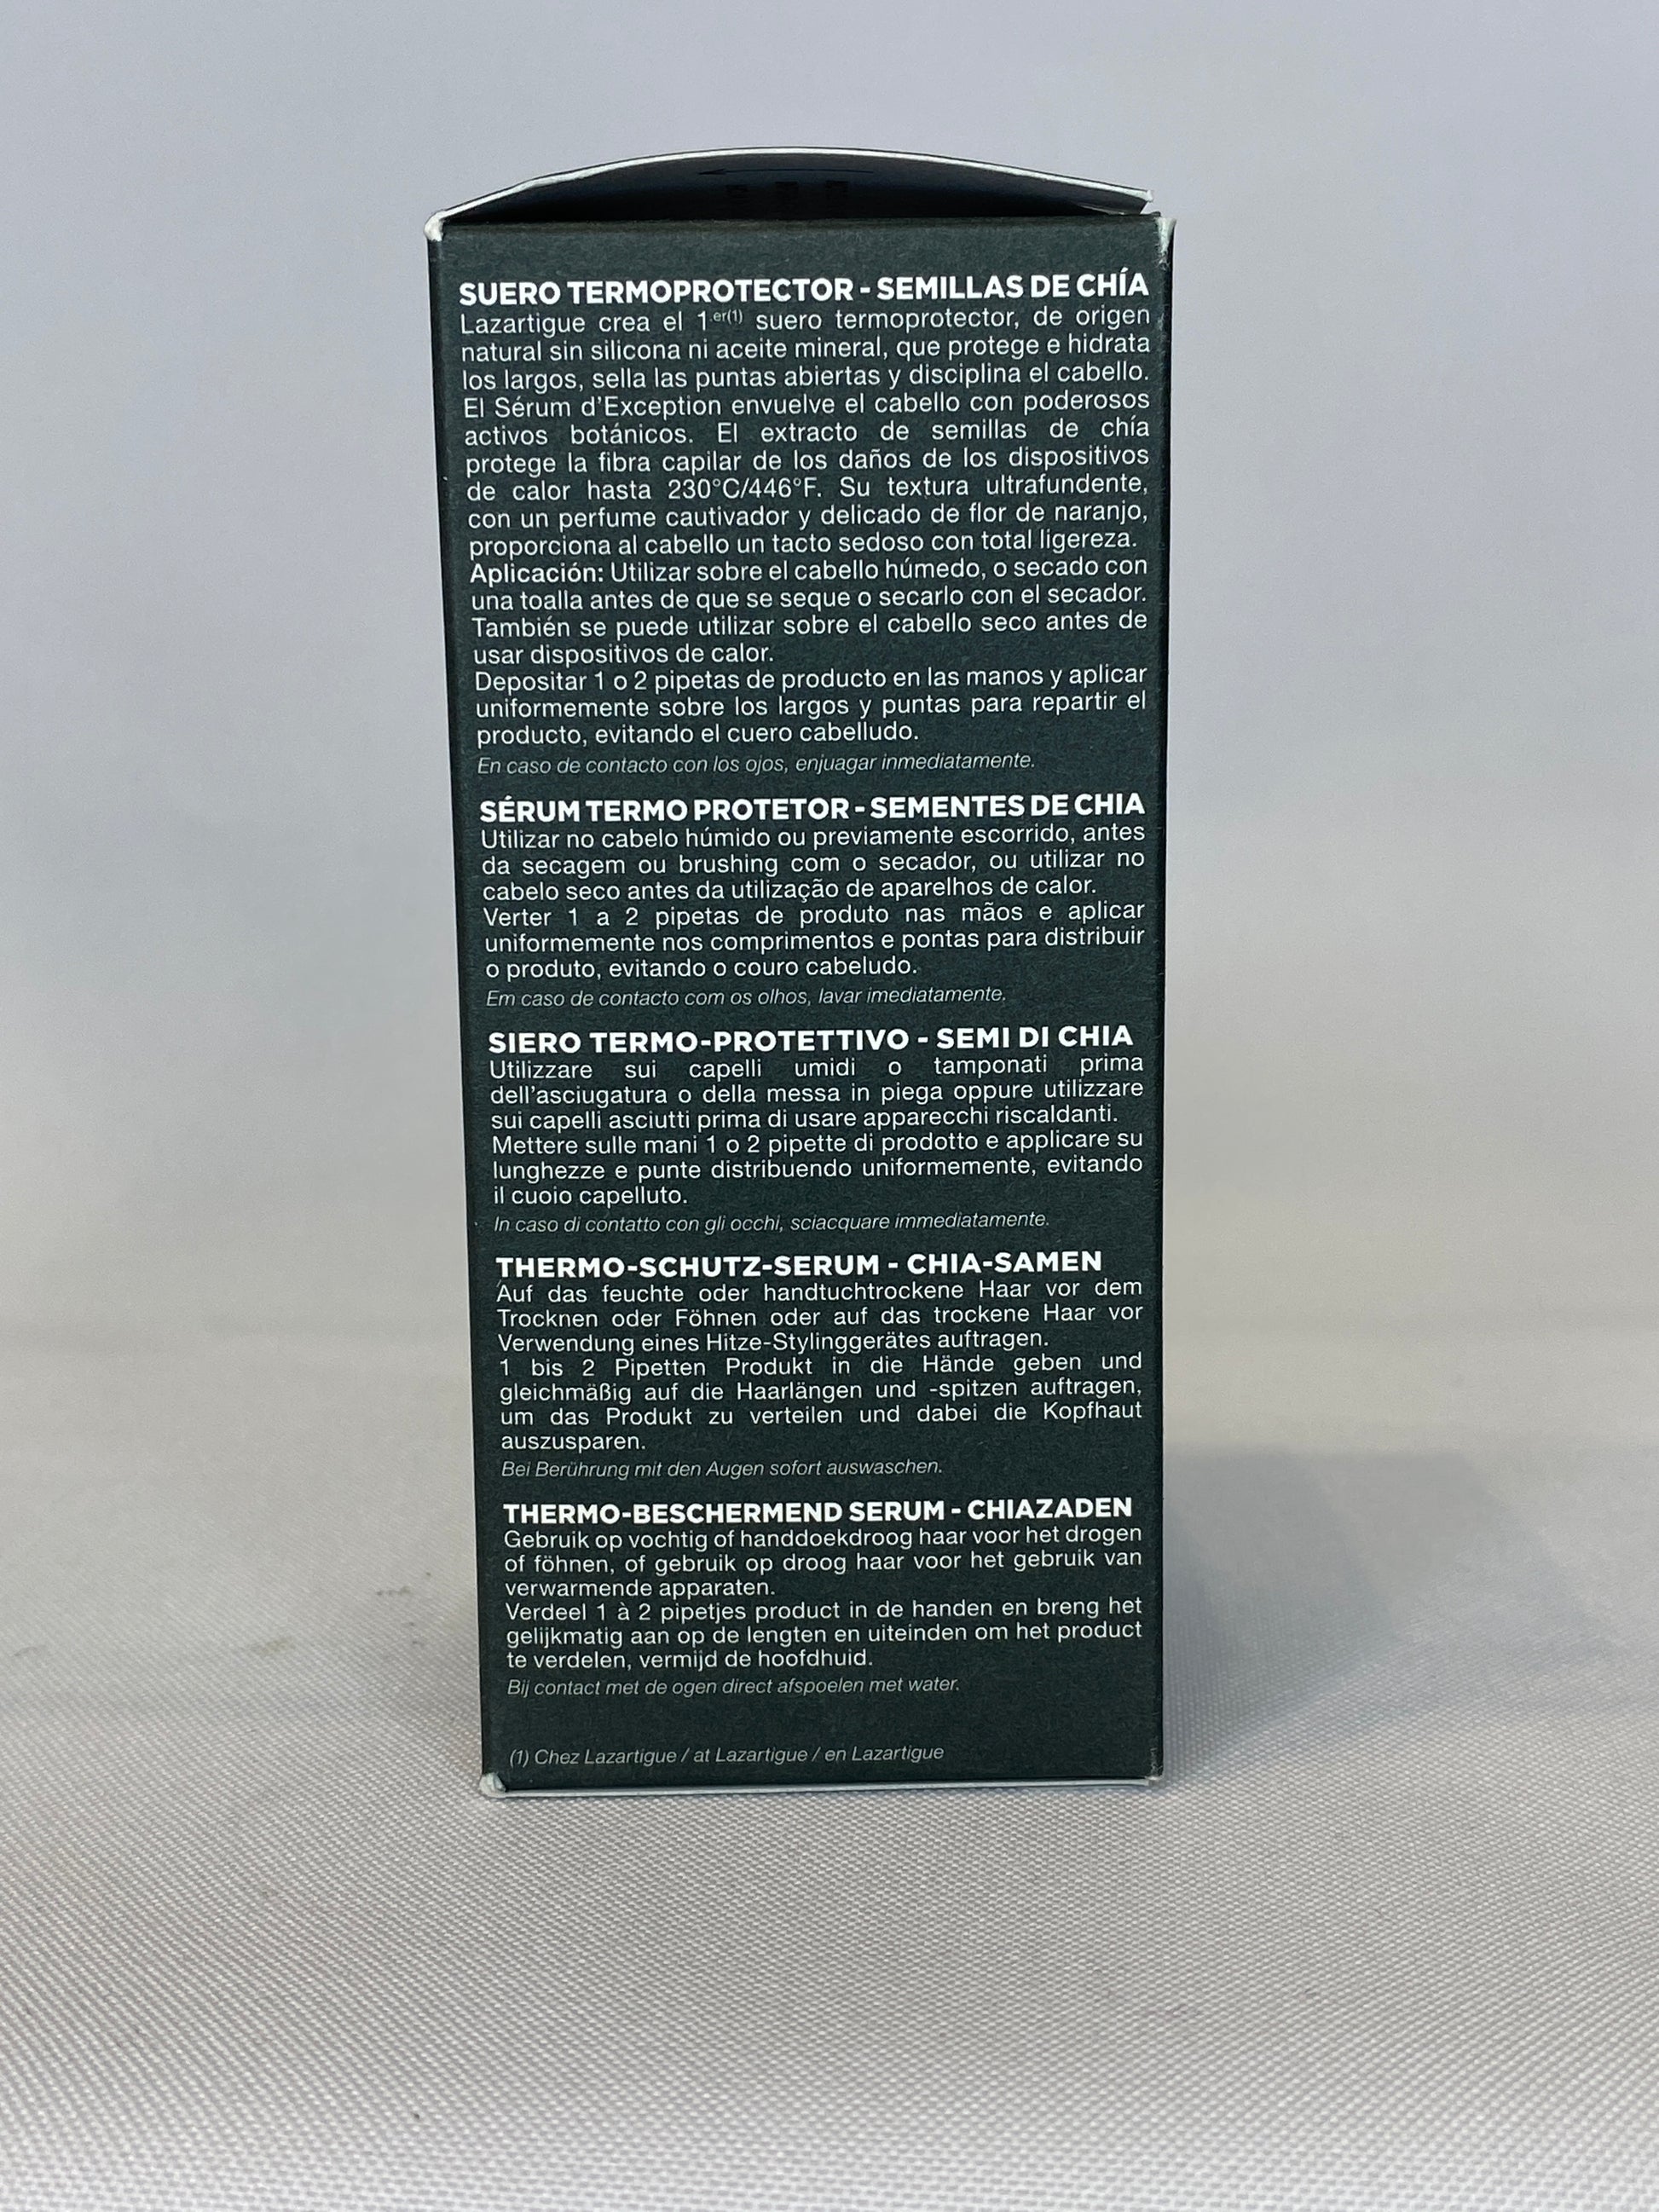 SUERO TERMOPROTECTOR - SEMILLAS DE CHÍA
Lazartigue crea el 1.er(1) suero termoprotector, de origen
natural sin silicona ni aceite mineral, que protege e hidrata
los largos, sella las puntas abiertas y disciplina el cabello.
El Sérum d'Exception envuelve el cabello con poderosos
activos botánicos. El extracto de semillas de chía
protege la fibra capilar de los daños de los dispositivos
de calor hasta 230°C/446°F. Su textura ultrafundente,
con un perfume cautivador y delicado de flor de naranjo,
proporciona al cabello un tacto sedoso con total ligereza.
Aplicación: Utilizar sobre el cabello húmedo, o secado con
una toalla antes de que se seque o secarlo con el secador.
También se puede utilizar sobre el cabello seco antes de
usar dispositivos de calor.
Depositar 1 o 2 pipetas de producto en las manos y aplicar
uniformemente sobre los largos y puntas para repartir el
producto, evitando el cuero cabelludo.
En caso de contacto con los ojos, enjuagar inmediatamente.
SÉRUM TERMO PROTETOR - SEMENTES DE CHIA
Utilizar no cabelo húmido ou previamente escorrido, antes
da secagem ou brushing com o secador, ou utilizar no
cabelo seco antes da utilização de aparelhos de calor.
Verter 1 a 2 pipetas de produto nas mãos e aplicar
uniformemente nos comprimentos e pontas para distribuir
o produto, evitando o couro cabeludo.
Em caso de contacto com os olhos, lavar imediatamente.
SIERO TERMO-PROTETTIVO - SEMI DI CHIA
Utilizzare sui capelli umidi o tamponati prima
dell'asciugatura o della messa in piega oppure utilizzare
sui capelli asciutti prima di usare apparecchi riscaldanti.
Mettere sulle mani 1 o 2 pipette di prodotto e applicare su
lunghezze e punte distribuendo uniformemente, evitando
il cuoio capelluto.
In caso di contatto con gli occhi, sciacquare immediatamente.
THERMO-SCHUTZ-SERUM - CHIA-SAMEN
Auf das feuchte oder handtuchtrockene Haar vor dem
Trocknen oder Föhnen oder auf das trockene Haar vor
Verwendung eines Hitze-Stylinggerätes auftragen.
1 bis 2 Pipetten Produkt in die Hände geben und
gleichmäßig auf die Haarlängen und -spitzen auftragen,
um das Produkt zu verteilen und dabei die Kopfhaut
auszusparen.
Bei Berührung mit den Augen sofort auswaschen.
THERMO-BESCHERMEND SERUM - CHIAZADEN
Gebruik op vochtig of handdoekdroog haar voor het drogen
of föhnen, of gebruik op droog haar voor het gebruik van
verwarmende apparaten.
Verdeel 1 à 2 pipetjes product in de handen en breng het
gelijkmatig aan op de lengten en uiteinden om het product
te verdelen, vermijd de hoofdhuid.
Bij contact met de ogen direct afspoelen met water.
(1) Chez Lazartigue / at Lazartigue / en Lazartigue